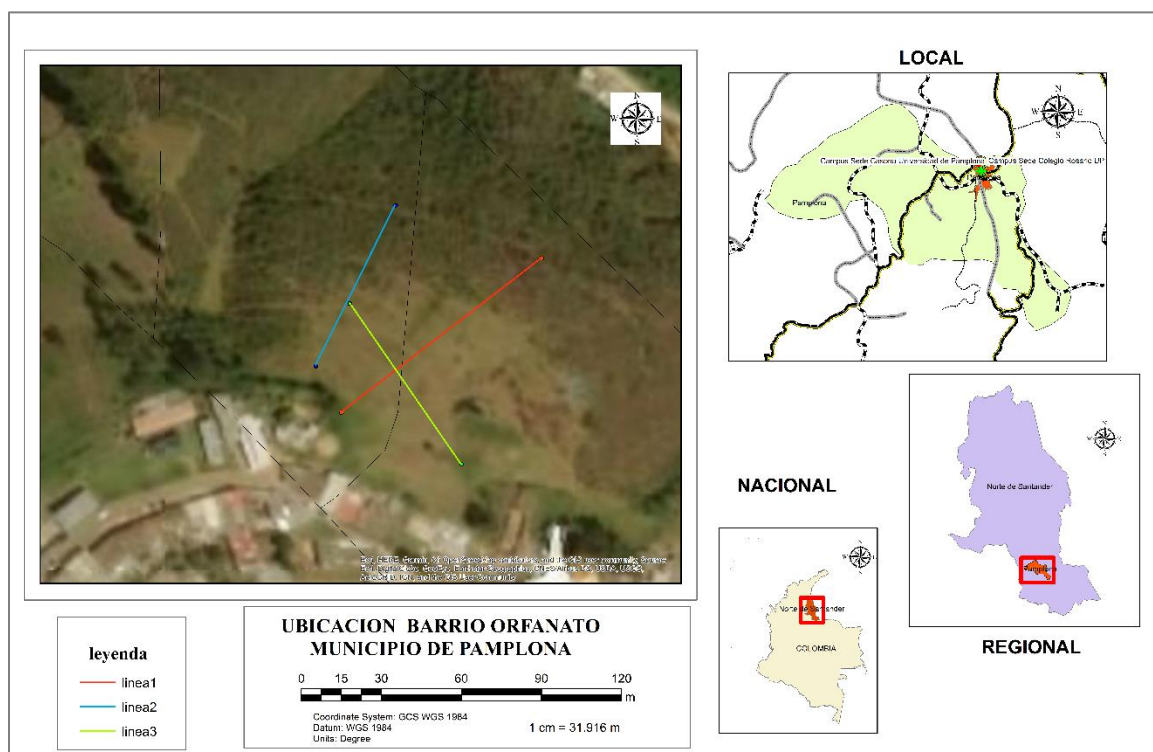 N
W E
S
LOCAL
N
W E
S
Campus Sede Casona Universidad de Pamplona Campus Sede Colegio Rosario UP
Pamplona
NACIONAL
Norte de Santander
COLOMBIA
Norte de Santander
Pamplona
REGIONAL
leyenda
linea1
linea2
linea3
UBICACION BARRIO ORFANATO
MUNICIPIO DE PAMPLONA
0 15 30 60 90 120
m
Coordinate System: GCS WGS 1984
Datum: WGS 1984
Units: Degree
1 cm = 31.916 m